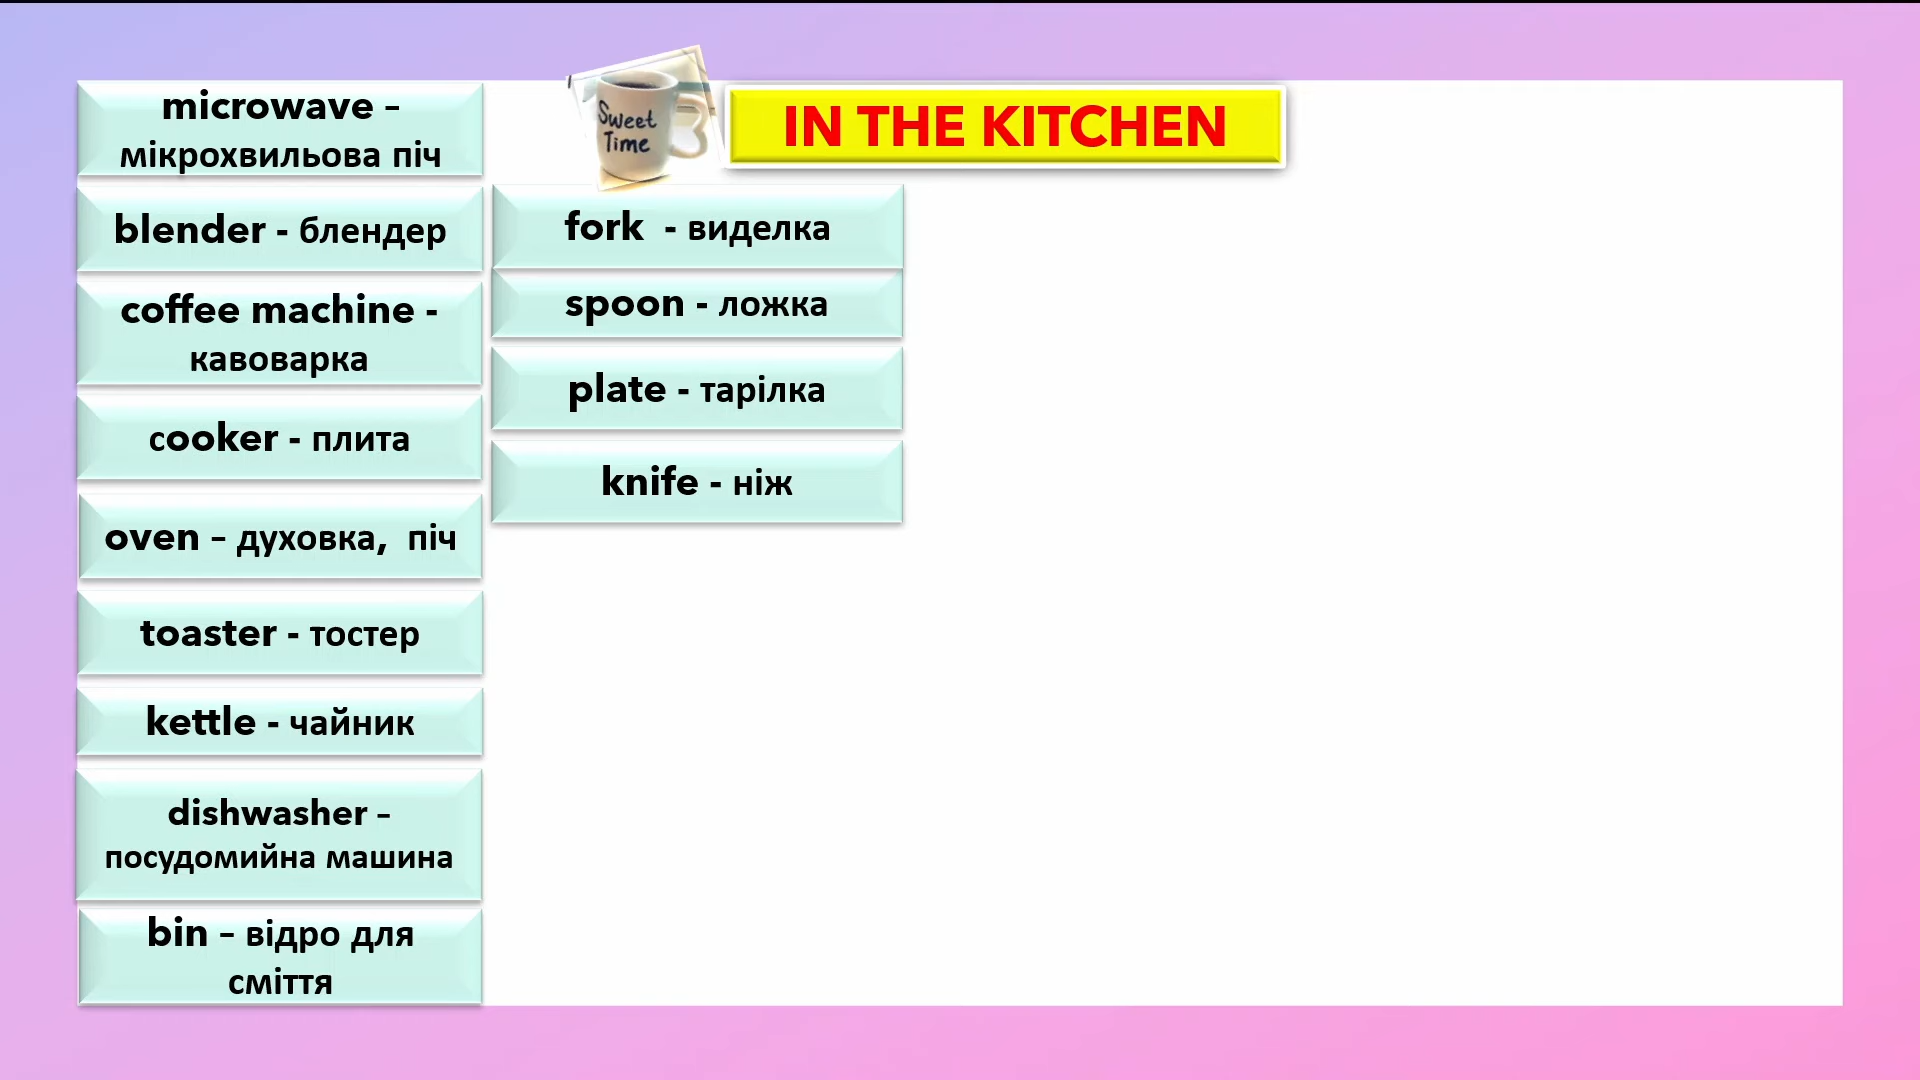 IN THE KITCHEN
Sweet
Time
microwave –
мікрохвильова піч
blender - блендер
coffee machine -
кавоварка
cooker - плита
oven – духовка,  піч
toaster - тостер
kettle - чайник
dishwasher –
посудомийна машина
bin – відро для
сміття
fork  - виделка
spoon - ложка
plate - тарілка
knife - ніж